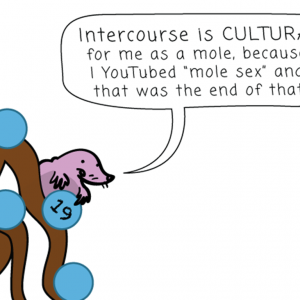 Intercourse is CULTURA
for me as a mole, because
I YouTubed "mole sex" and
that was the end of that
19